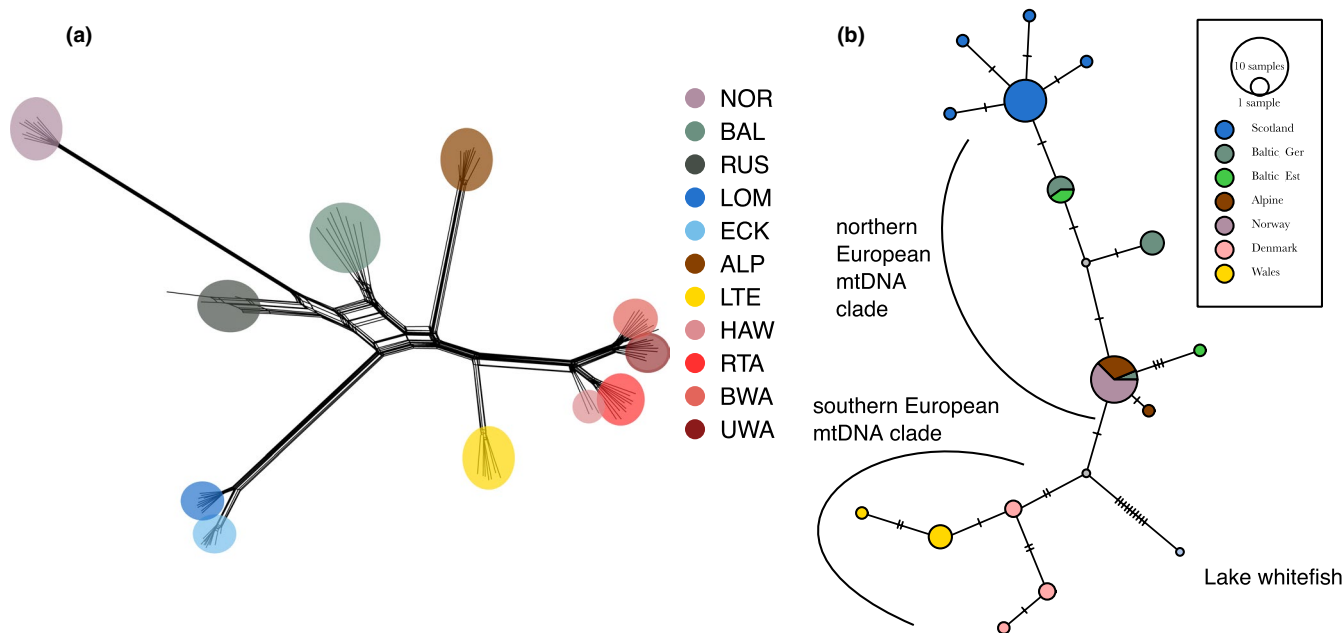 (a)
NOR
BAL
RUS
LOM
ECK
ALP
LTE
HAW
RTA
BWA
UWA
(b)
northern
European
mtDNA
clade
southern European
mtDNA clade
Lake whitefish
10 samples
1 sample
Scotland
Baltic Ger
Baltic Est
Alpine
Norway
Denmark
Wales